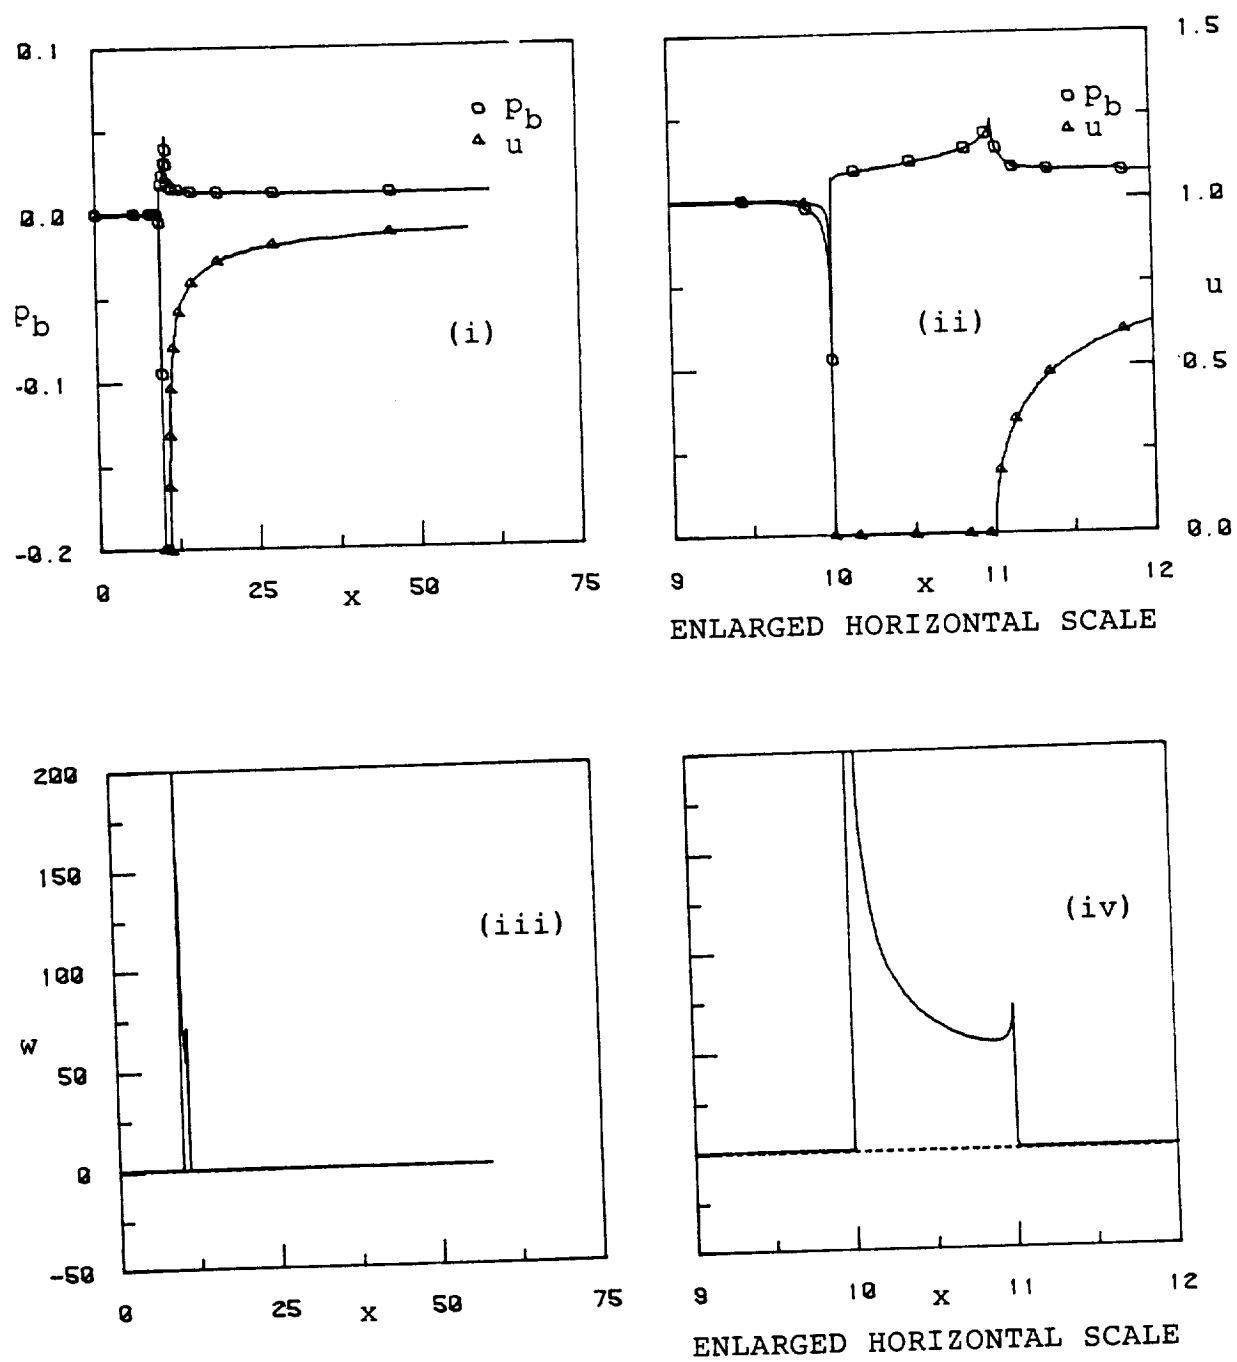 0.1
0.0
p_b
-0.1
-0.2
p_b
u
(i)
0 25 x 50 75
1.5
1.0
u
0.5
0.0
p_b
u
(ii)
9 10 x 11 12
ENLARGED HORIZONTAL SCALE
200
150
100
w
50
0
-50
(iii)
0 25 x 50 75
(iv)
9 10 x 11 12
ENLARGED HORIZONTAL SCALE